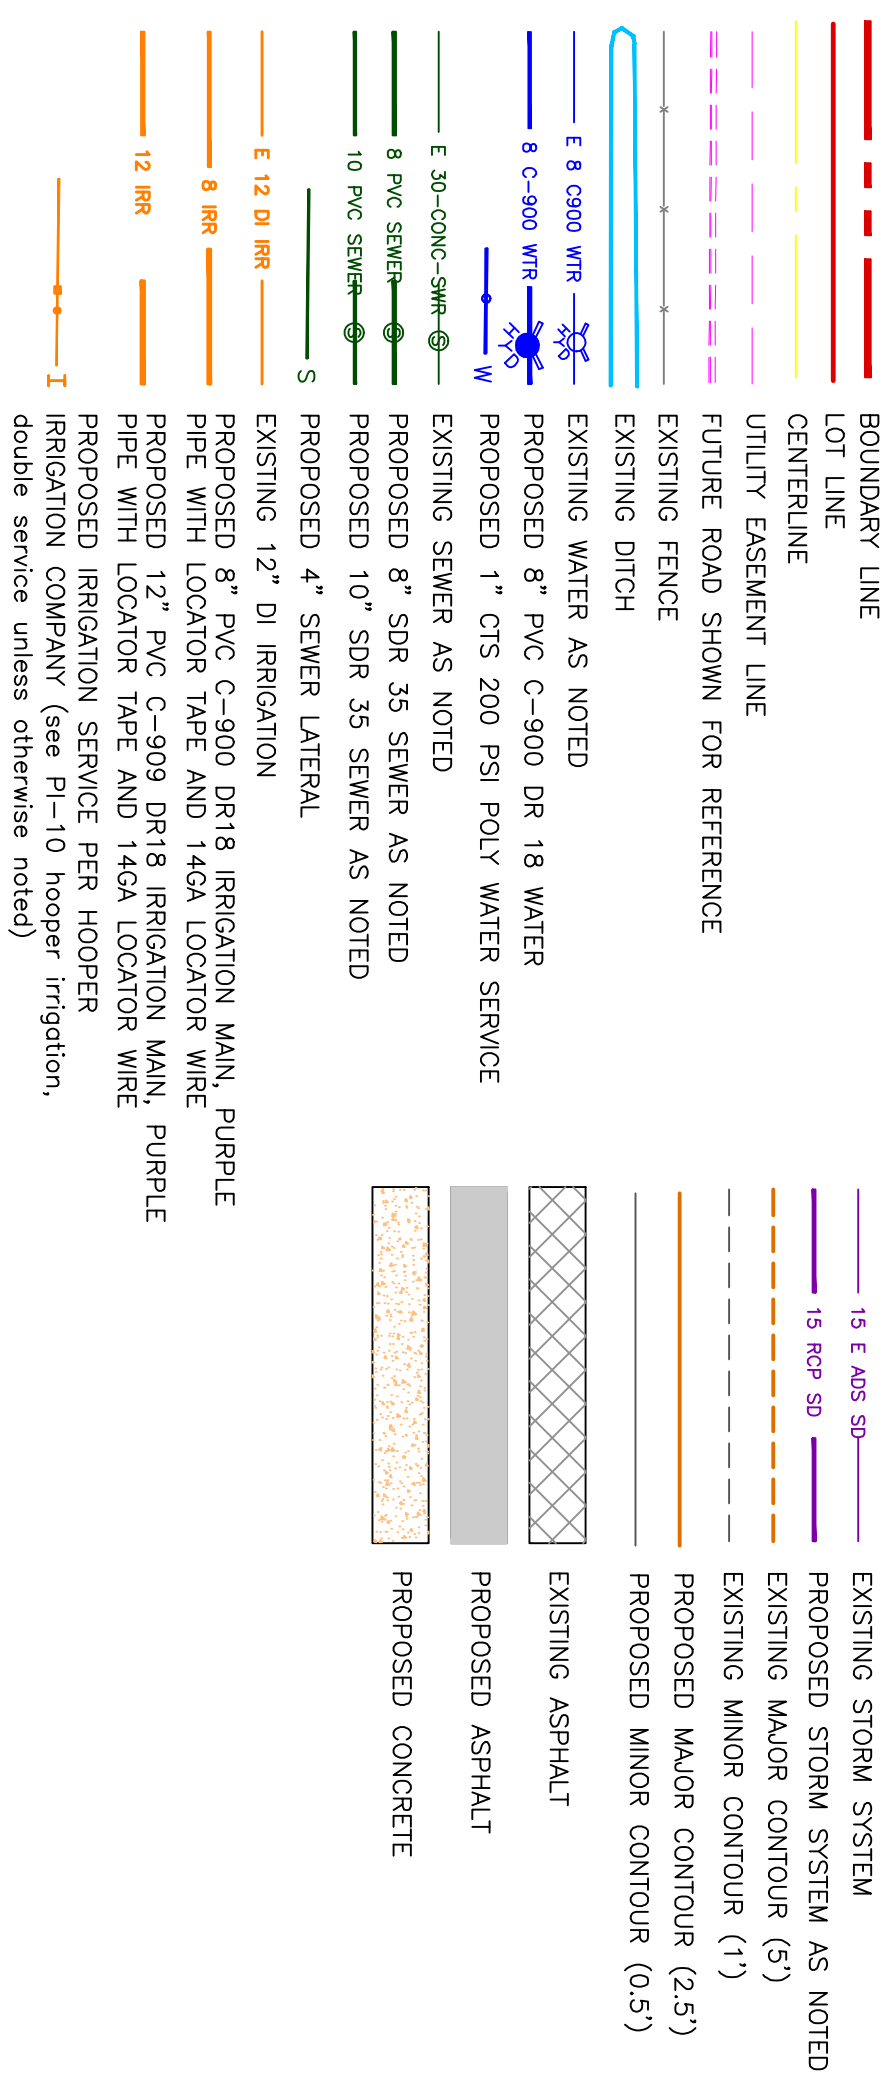 BOUNDARY LINE
LOT LINE
CENTERLINE
UTILITY EASEMENT LINE
FUTURE ROAD SHOWN FOR REFERENCE
EXISTING FENCE
EXISTING DITCH
E 8 C900 WTR HYD EXISTING WATER AS NOTED
8 C-900 WTR HYD PROPOSED 8" PVC C-900 DR 18 WATER
W PROPOSED 1" CTS 200 PSI POLY WATER SERVICE
E 30-CONC-SWR S EXISTING SEWER AS NOTED
8 PVC SEWER S PROPOSED 8" SDR 35 SEWER AS NOTED
10 PVC SEWER S PROPOSED 10" SDR 35 SEWER AS NOTED
S PROPOSED 4" SEWER LATERAL
E 12 DI IRR EXISTING 12" DI IRRIGATION
8 IRR PROPOSED 8" PVC C-900 DR18 IRRIGATION MAIN, PURPLE
PIPE WITH LOCATOR TAPE AND 14GA LOCATOR WIRE
12 IRR PROPOSED 12" PVC C-909 DR18 IRRIGATION MAIN, PURPLE
PIPE WITH LOCATOR TAPE AND 14GA LOCATOR WIRE
I PROPOSED IRRIGATION SERVICE PER HOOPER
IRRIGATION COMPANY (see PI-10 hooper irrigation,
double service unless otherwise noted)
15 E ADS SD EXISTING STORM SYSTEM
15 RCP SD PROPOSED STORM SYSTEM AS NOTED
EXISTING MAJOR CONTOUR (5')
EXISTING MINOR CONTOUR (1')
PROPOSED MAJOR CONTOUR (2.5')
PROPOSED MINOR CONTOUR (0.5')
EXISTING ASPHALT
PROPOSED ASPHALT
PROPOSED CONCRETE